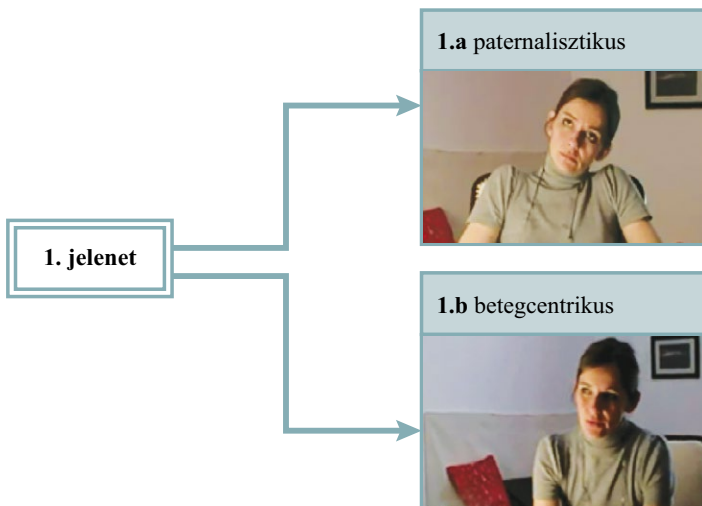 1.a paternalisztikus
1. jelenet
1.b betegcentrikus